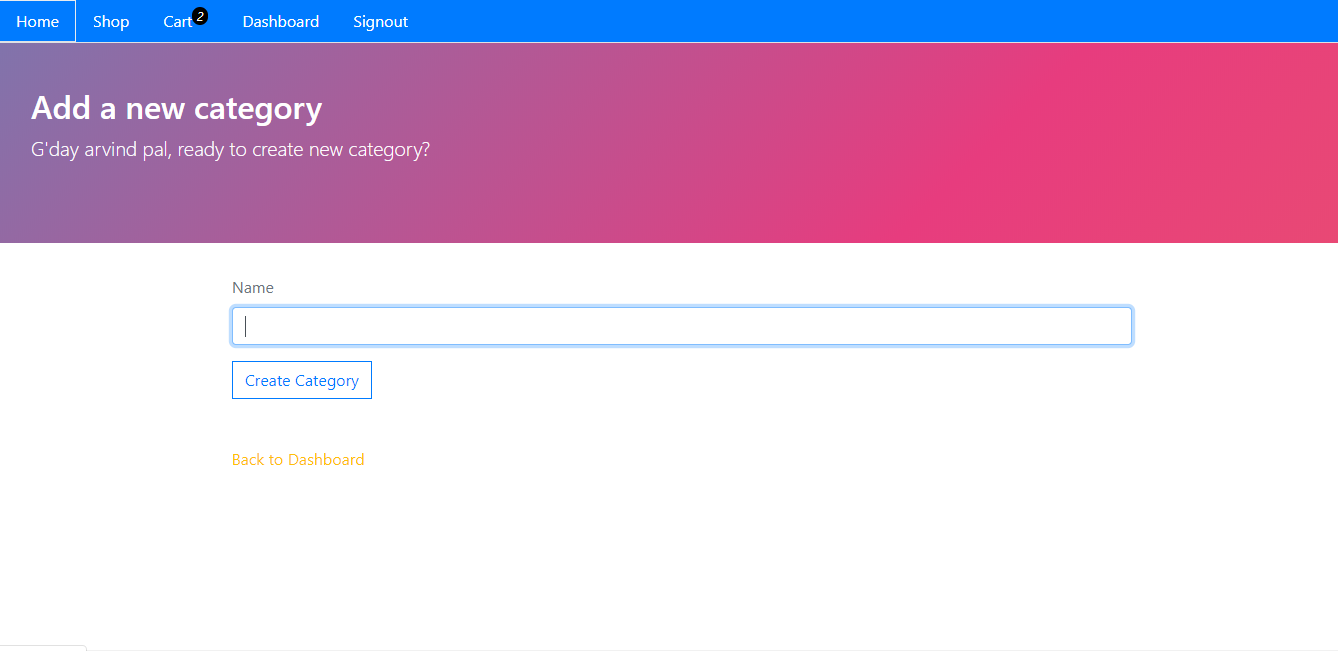 Home Shop Cart 2 Dashboard Signout
Add a new category
G'day arvind pal, ready to create new category?
Name
Create Category
Back to Dashboard